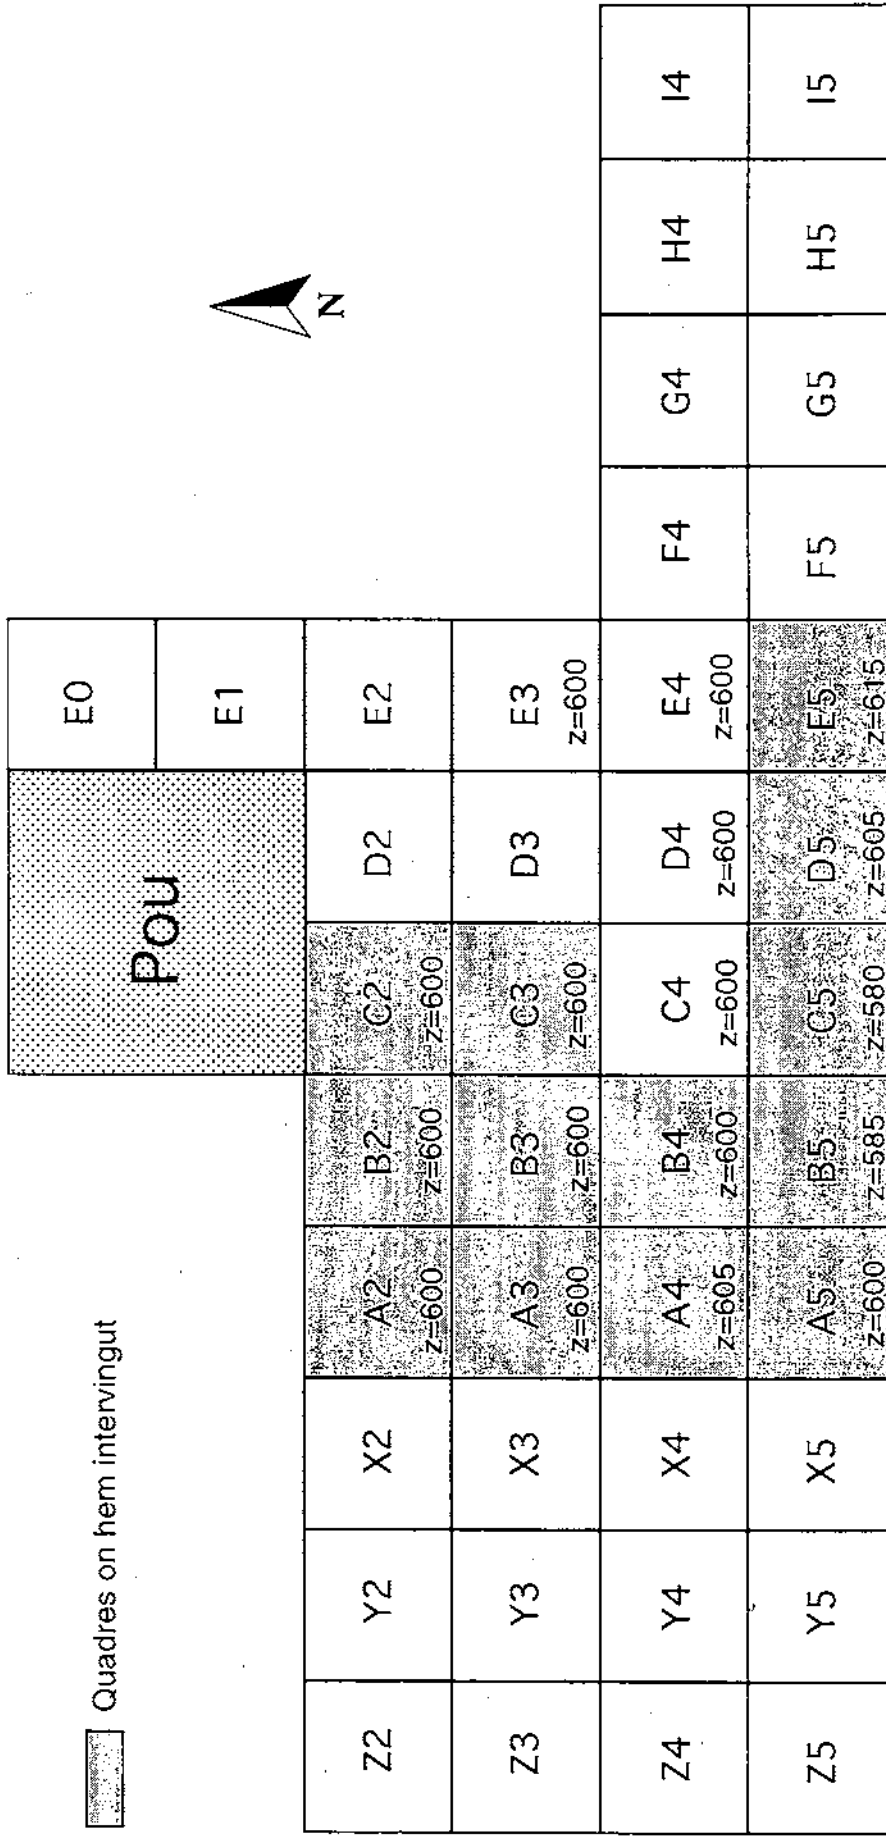 Quadres on hem intervingut
Pou
N
E0
E1
Z2 Y2 X2 A2 B2 C2 D2 E2
z=600 z=600 z=600
Z3 Y3 X3 A3 B3 C3 D3 E3
z=600 z=600 z=600 z=600
Z4 Y4 X4 A4 B4 C4 D4 E4 F4 G4 H4 I4
z=605 z=600 z=600 z=600 z=600
Z5 Y5 X5 A5 B5 C5 D5 E5 F5 G5 H5 I5
z=600 z=585 z=580 z=605 z=615